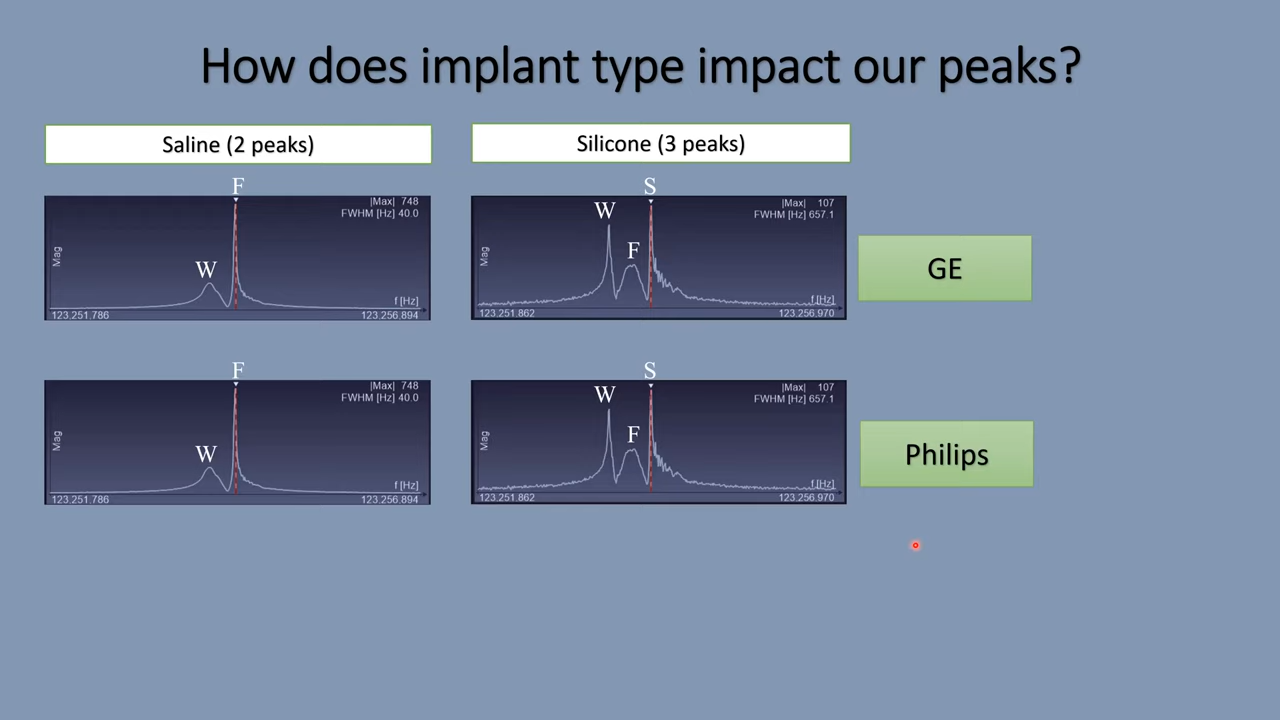 How does implant type impact our peaks?
Saline (2 peaks)
Silicone (3 peaks)
F
|Max| 748
FWHM [Hz] 40.0
Mag
W
f [Hz]
123.251.786
123.256.894
S
|Max| 107
FWHM [Hz] 657.1
W
F
Mag
f [Hz]
123.251.862
123.256.970
GE
F
|Max| 748
FWHM [Hz] 40.0
Mag
W
f [Hz]
123.251.786
123.256.894
S
|Max| 107
FWHM [Hz] 657.1
W
F
Mag
f [Hz]
123.251.862
123.256.970
Philips